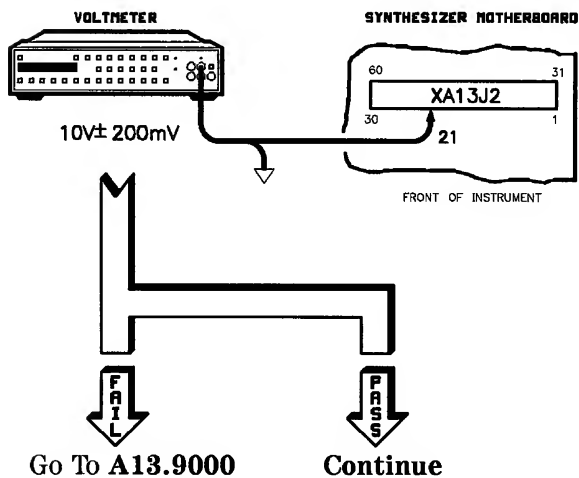 VOLTMETER
SYNTHESIZER MOTHERBOARD
60 31
XA13J2
30 1
10V± 200mV
21
FRONT OF INSTRUMENT
FAIL
PASS
Go To A13.9000
Continue